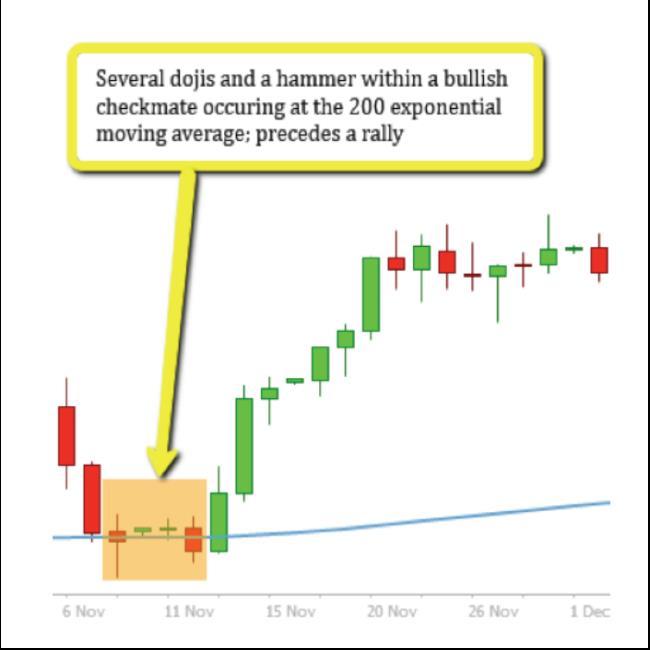 Several dojis and a hammer within a bullish
checkmate occuring at the 200 exponential
moving average; precedes a rally
6 Nov 11 Nov 15 Nov 20 Nov 26 Nov 1 Dec